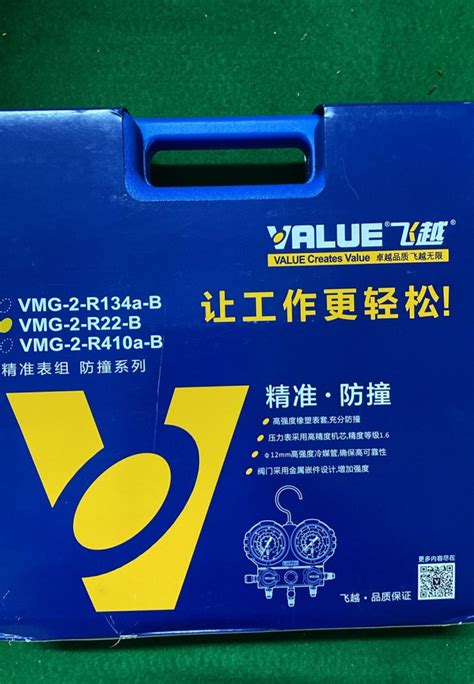 VALUE®飞越
VALUE Creates Value 卓越品质 飞越无限
VMG-2-R134a-B
VMG-2-R22-B
VMG-2-R410a-B
精准表组 防撞系列
让工作更轻松!
精准·防撞
高强度橡塑表套,充分防撞
压力表采用高精度机芯,精度等级1.6
φ12mm高强度冷媒管,确保高可靠性
阀门采用金属嵌件设计,增加强度
更多内容尽在
飞越·品质保证